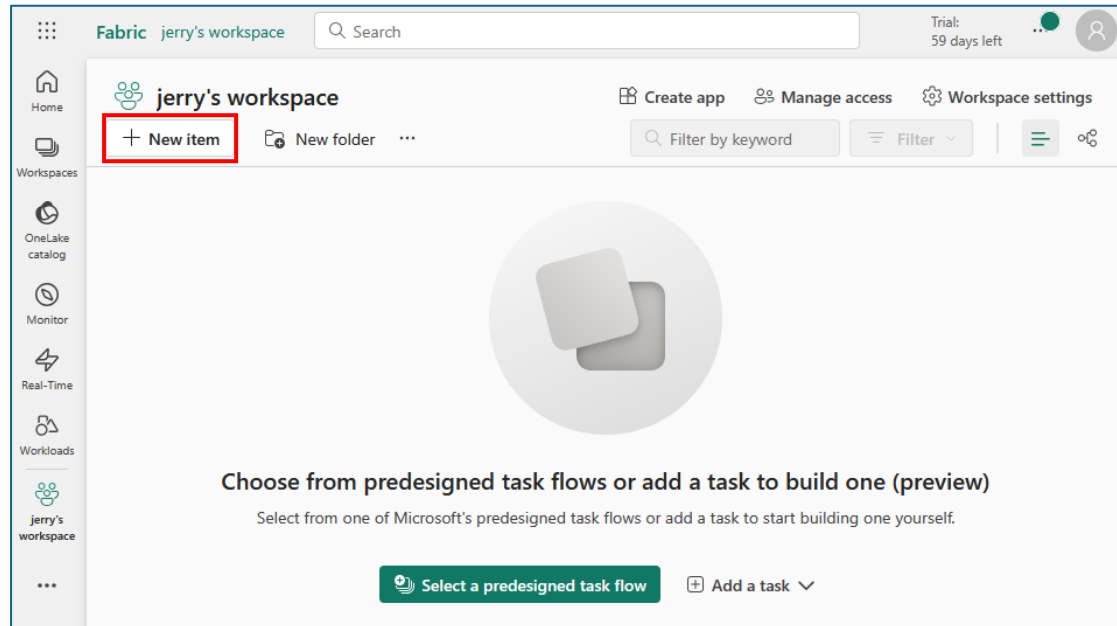 Fabric jerry's workspace
Search
Trial:
59 days left
Home
Workspaces
OneLake
catalog
Monitor
Real-Time
Workloads
jerry's
workspace
jerry's workspace
Create app
Manage access
Workspace settings
New item
New folder
Filter by keyword
Filter
Choose from predesigned task flows or add a task to build one (preview)
Select from one of Microsoft's predesigned task flows or add a task to start building one yourself.
Select a predesigned task flow
Add a task